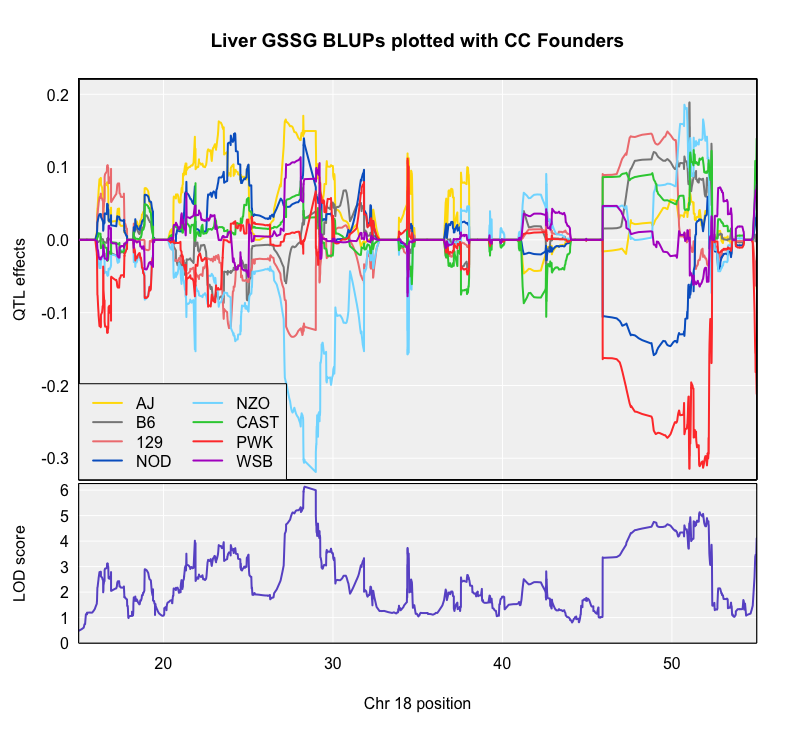 Liver GSSG BLUPs plotted with CC Founders
QTL effects
0.2
0.1
0.0
-0.1
-0.2
-0.3
AJ NZO
B6 CAST
129 PWK
NOD WSB
LOD score
6
5
4
3
2
1
0
20 30 40 50
Chr 18 position